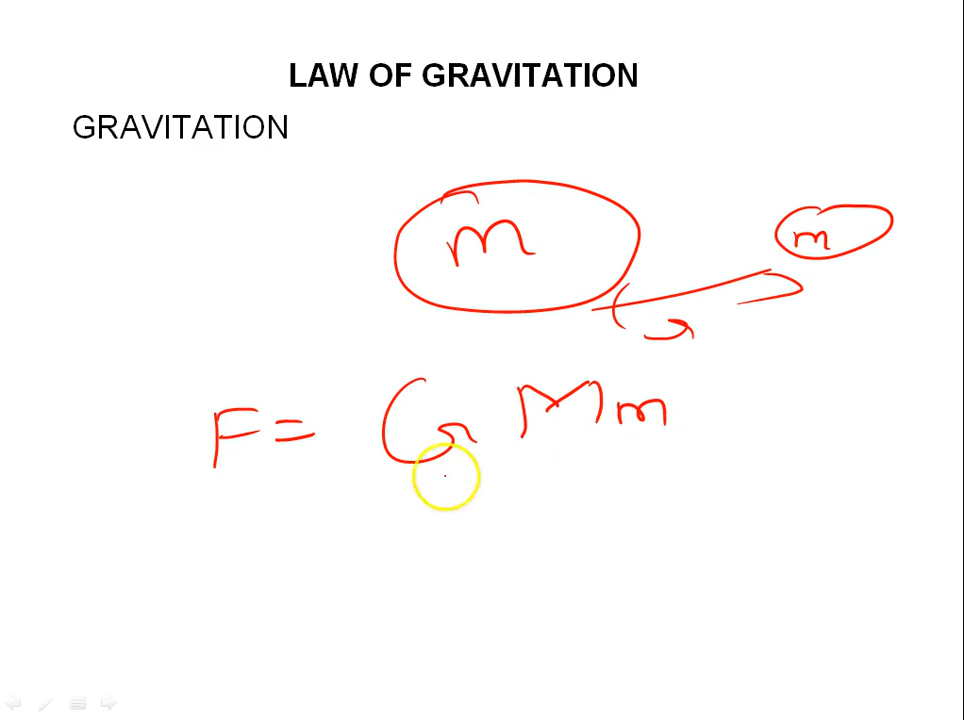 LAW OF GRAVITATION
GRAVITATION
m
m
r
F = G Mm